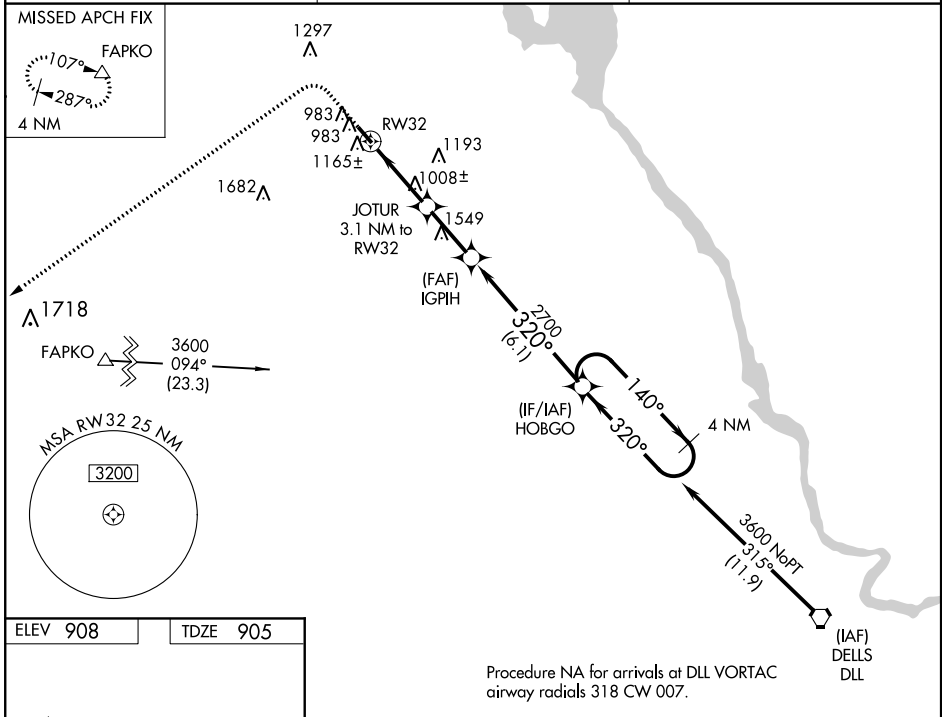 MISSED APCH FIX
FAPKO
107°
287°
4 NM
1297
983
983
RW32
1165±
1193
1008±
1682
JOTUR
3.1 NM to
RW32
1549
(FAF)
IGPIH
1718
FAPKO
3600
094°
(23.3)
2700
320°
(6.1)
(IF/IAF)
HOBGO
140°
320°
4 NM
MSA RW32 25 NM
3200
3600 NoPT
315°
(11.9)
(IAF)
DELLS
DLL
ELEV 908
TDZE 905
Procedure NA for arrivals at DLL VORTAC
airway radials 318 CW 007.